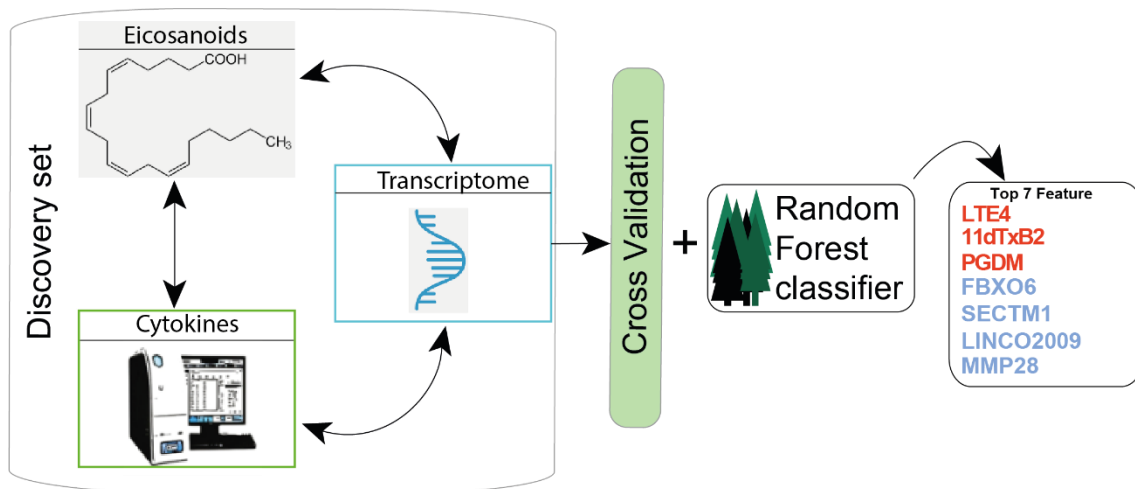 Discovery set
Eicosanoids
COOH
CH3
Transcriptome
Cytokines
Cross Validation
+
Random
Forest
classifier
Top 7 Feature
LTE4
11dTxB2
PGDM
FBXO6
SECTM1
LINCO2009
MMP28